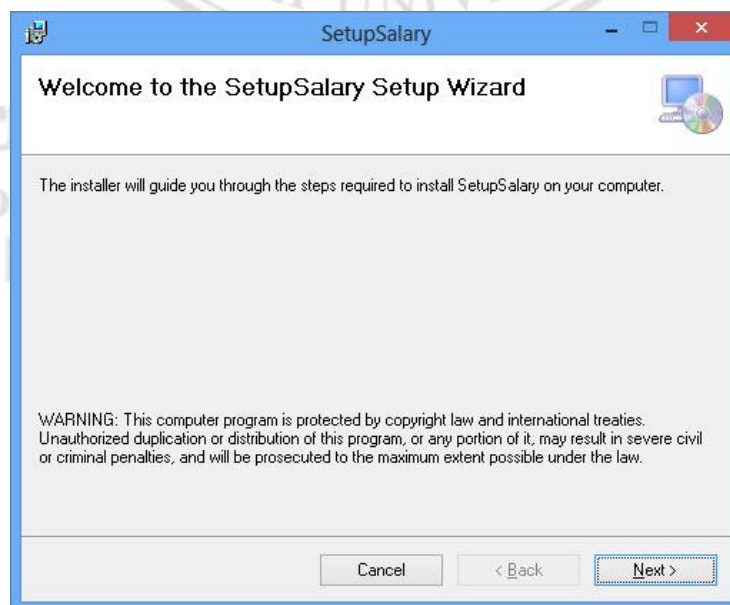 SetupSalary
Welcome to the SetupSalary Setup Wizard
The installer will guide you through the steps required to install SetupSalary on your computer.
WARNING: This computer program is protected by copyright law and international treaties.
Unauthorized duplication or distribution of this program, or any portion of it, may result in severe civil
or criminal penalties, and will be prosecuted to the maximum extent possible under the law.
Cancel
< Back
Next >